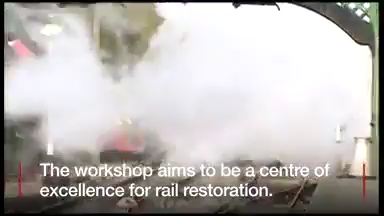 The workshop aims to be a centre of
excellence for rail restoration.